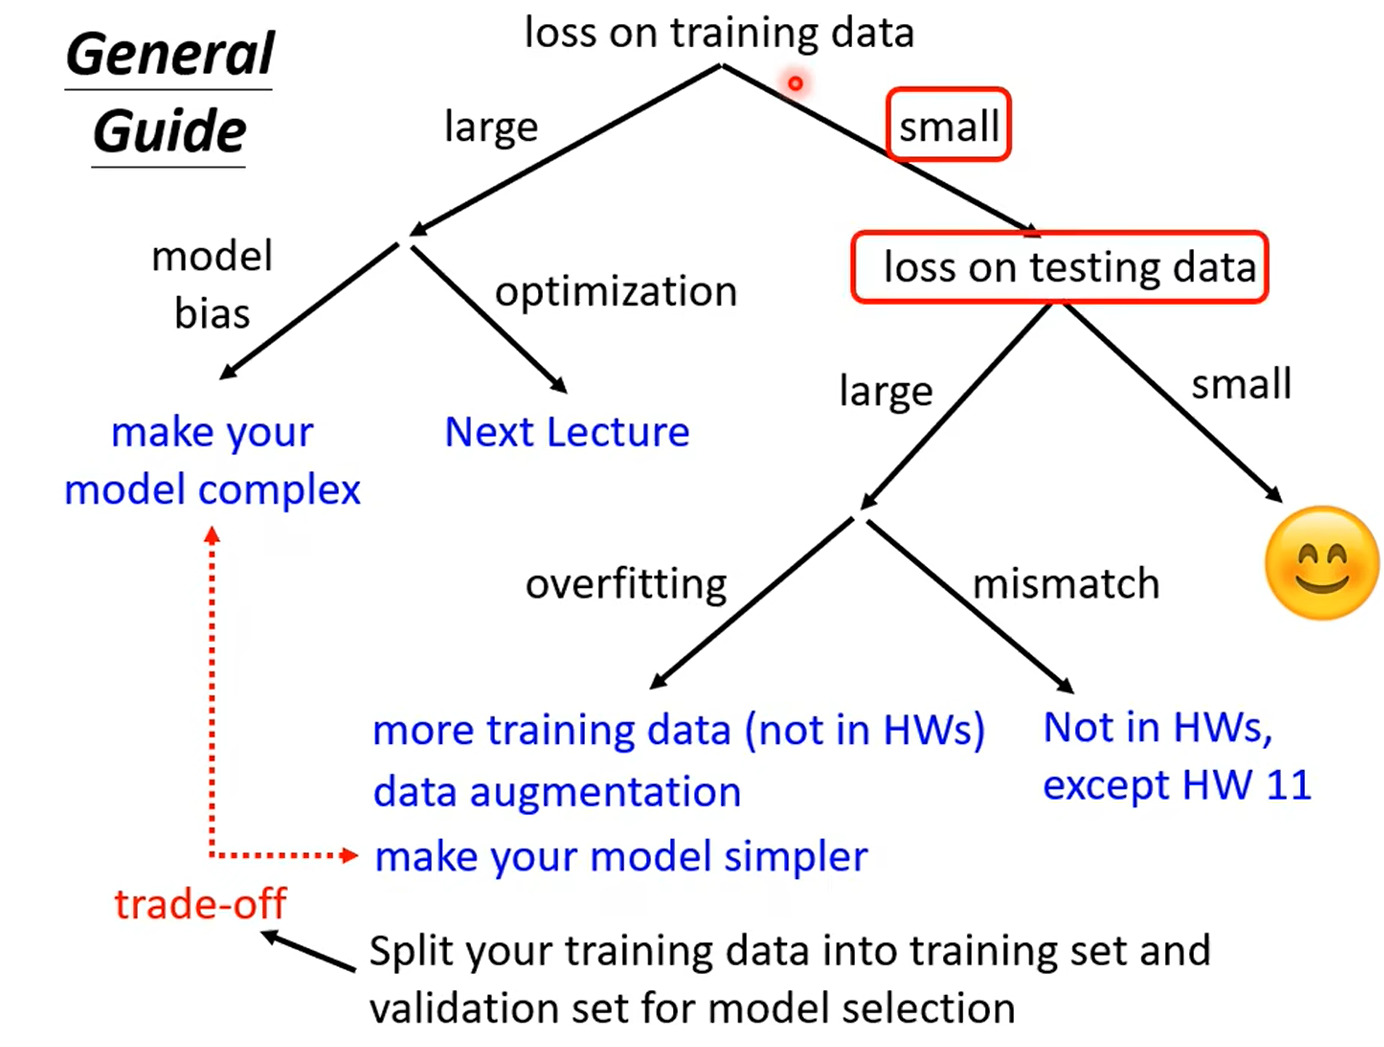 General
Guide
loss on training data
large
small
model
bias
optimization
loss on testing data
make your
model complex
Next Lecture
large
small
overfitting
mismatch
more training data (not in HWs)
data augmentation
make your model simpler
Not in HWs,
except HW 11
trade-off
Split your training data into training set and
validation set for model selection